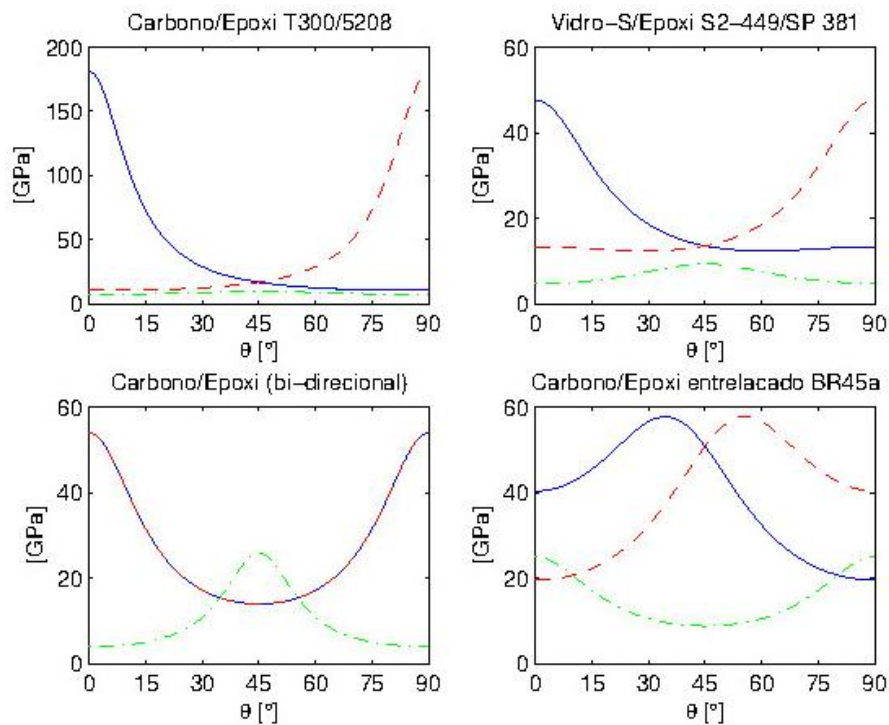 Carbono/Epoxi T300/5208
200
150
100
50
0
[GPa]
0 15 30 45 60 75 90
θ [°]
Vidro-S/Epoxi S2-449/SP 381
60
40
20
0
[GPa]
0 15 30 45 60 75 90
θ [°]
Carbono/Epoxi (bi-direcional}
60
40
20
0
[GPa]
0 15 30 45 60 75 90
θ [°]
Carbono/Epoxi entrelacado BR45a
60
40
20
0
[GPa]
0 15 30 45 60 75 90
θ [°]